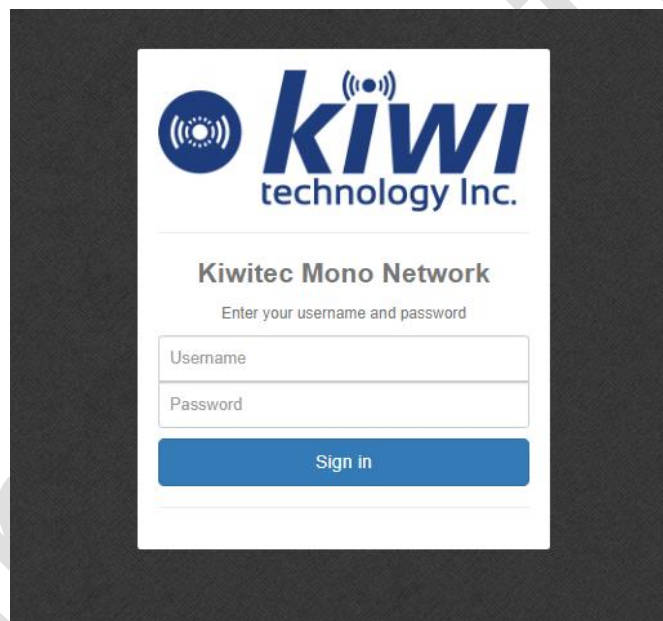 kiwi
technology Inc.
Kiwitec Mono Network
Enter your username and password
Username
Password
Sign in